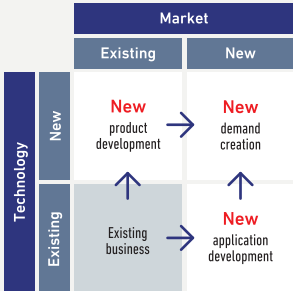 Market
Existing
New
Technology
New
Existing
New
product
development
New
demand
creation
Existing
business
New
application
development